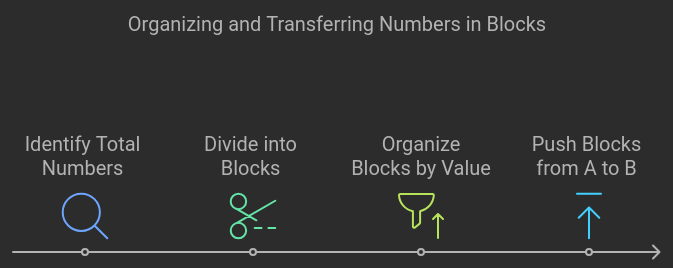 Organizing and Transferring Numbers in Blocks
Identify Total
Numbers
Divide into
Blocks
Organize
Blocks by Value
Push Blocks
from A to B